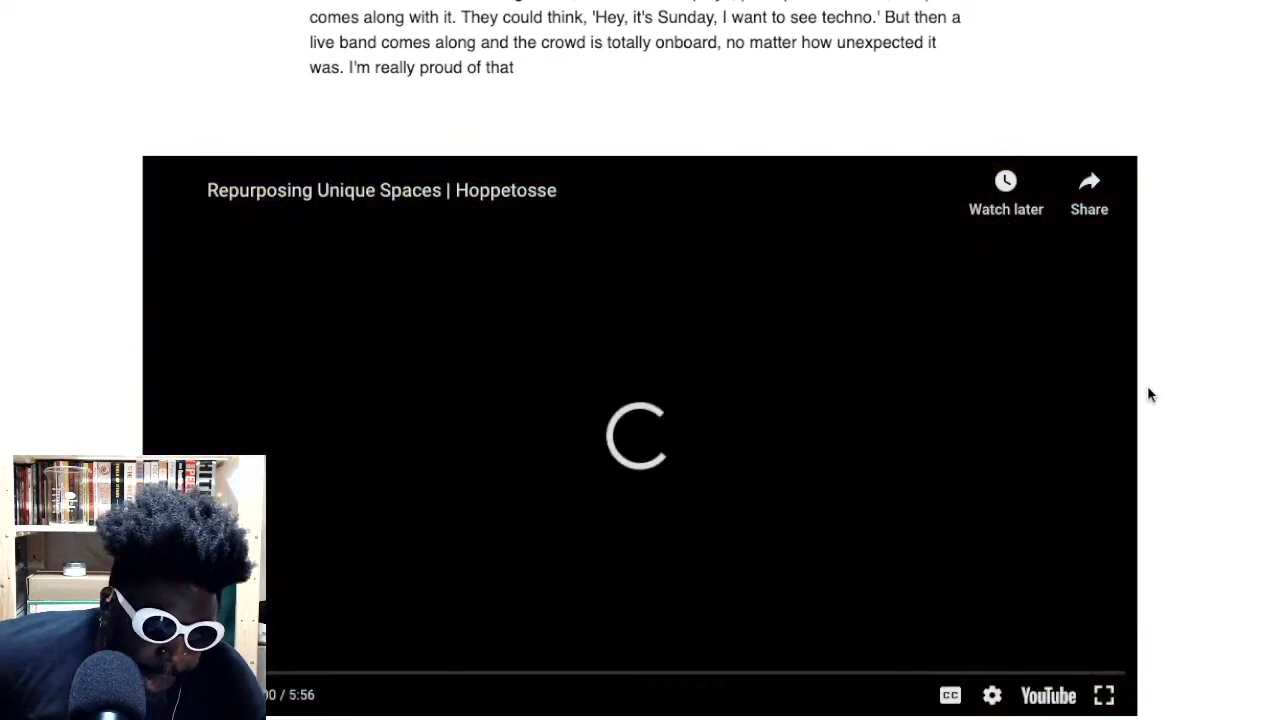 comes along with it. They could think, 'Hey, it's Sunday, I want to see techno.' But then a
live band comes along and the crowd is totally onboard, no matter how unexpected it
was. I'm really proud of that
Repurposing Unique Spaces | Hoppetosse
Watch later
Share
/ 5:56
CC
YouTube